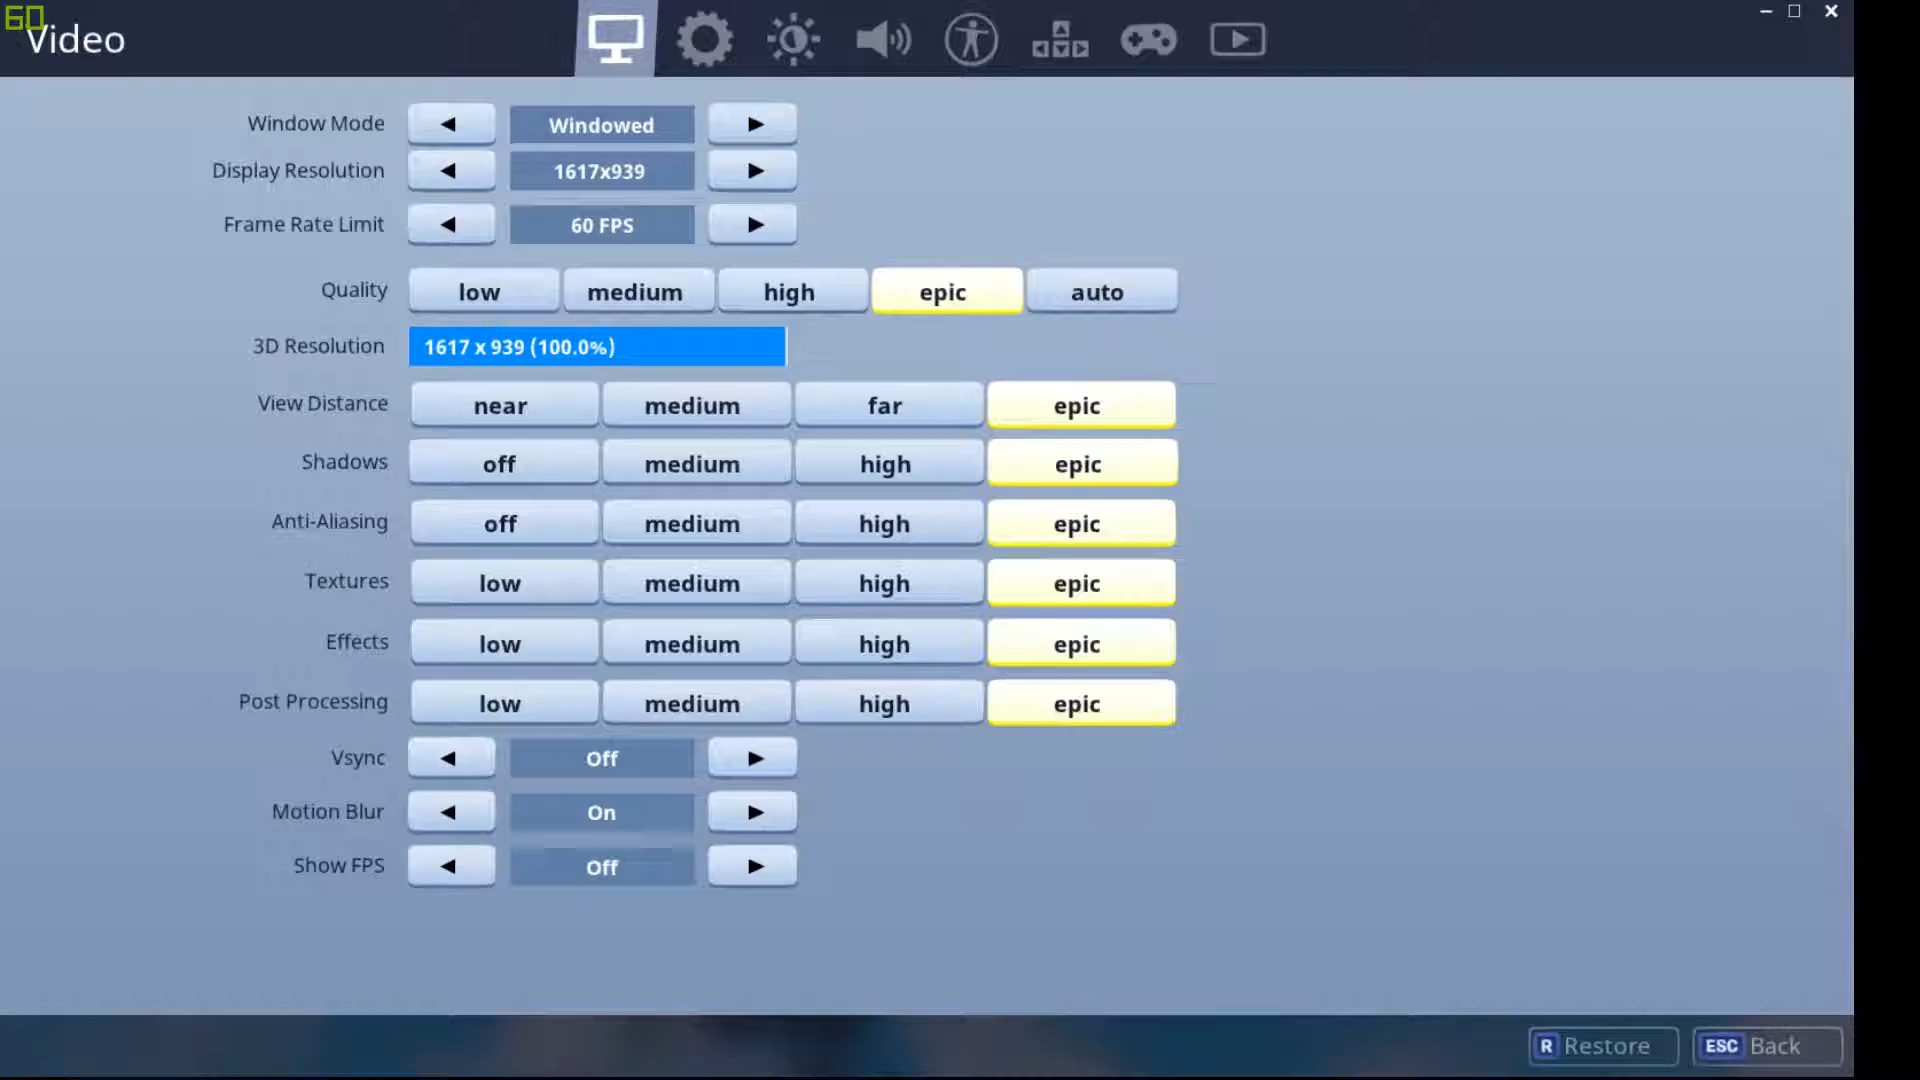 60
Video
Window Mode Windowed
Display Resolution 1617x939
Frame Rate Limit 60 FPS
Quality low medium high epic auto
3D Resolution 1617 x 939 (100.0%)
View Distance near medium far epic
Shadows off medium high epic
Anti-Aliasing off medium high epic
Textures low medium high epic
Effects low medium high epic
Post Processing low medium high epic
Vsync Off
Motion Blur On
Show FPS Off
R Restore ESC Back